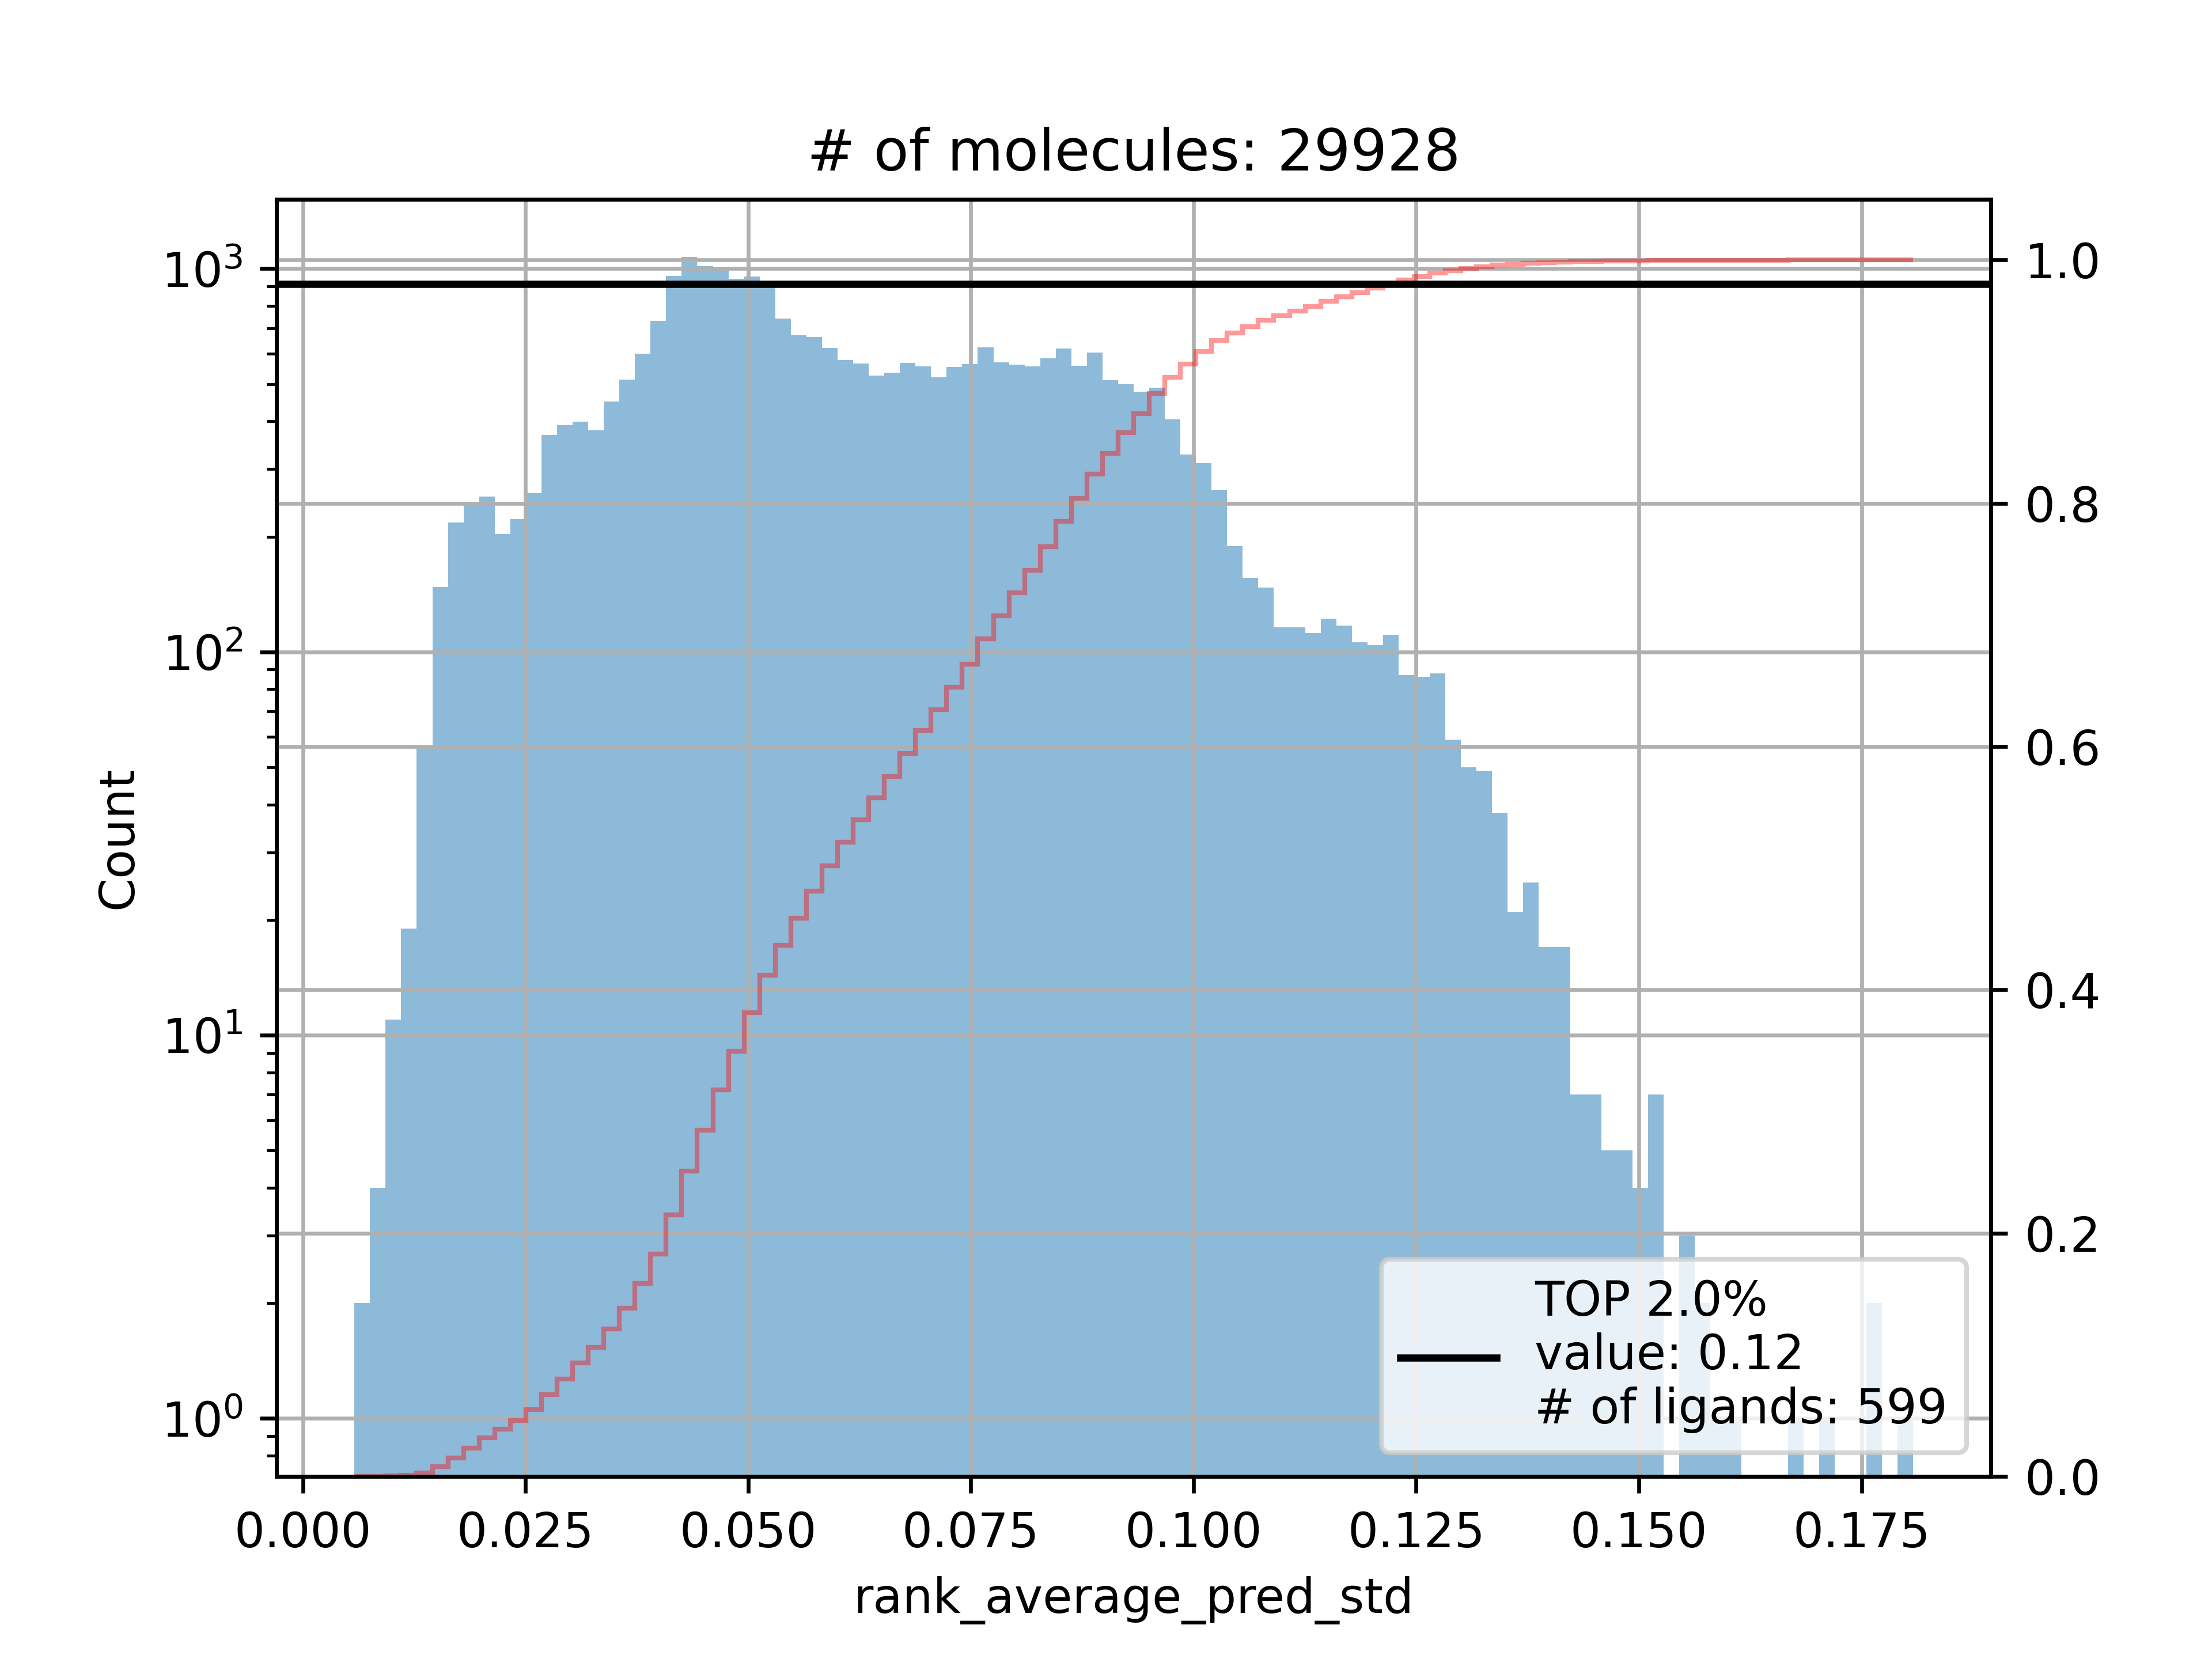 # of molecules: 29928
10³
10²
10¹
10⁰
Count
1.0
0.8
0.6
0.4
0.2
0.0
TOP 2.0%
value: 0.12
# of ligands: 599
0.000 0.025 0.050 0.075 0.100 0.125 0.150 0.175
rank_average_pred_std